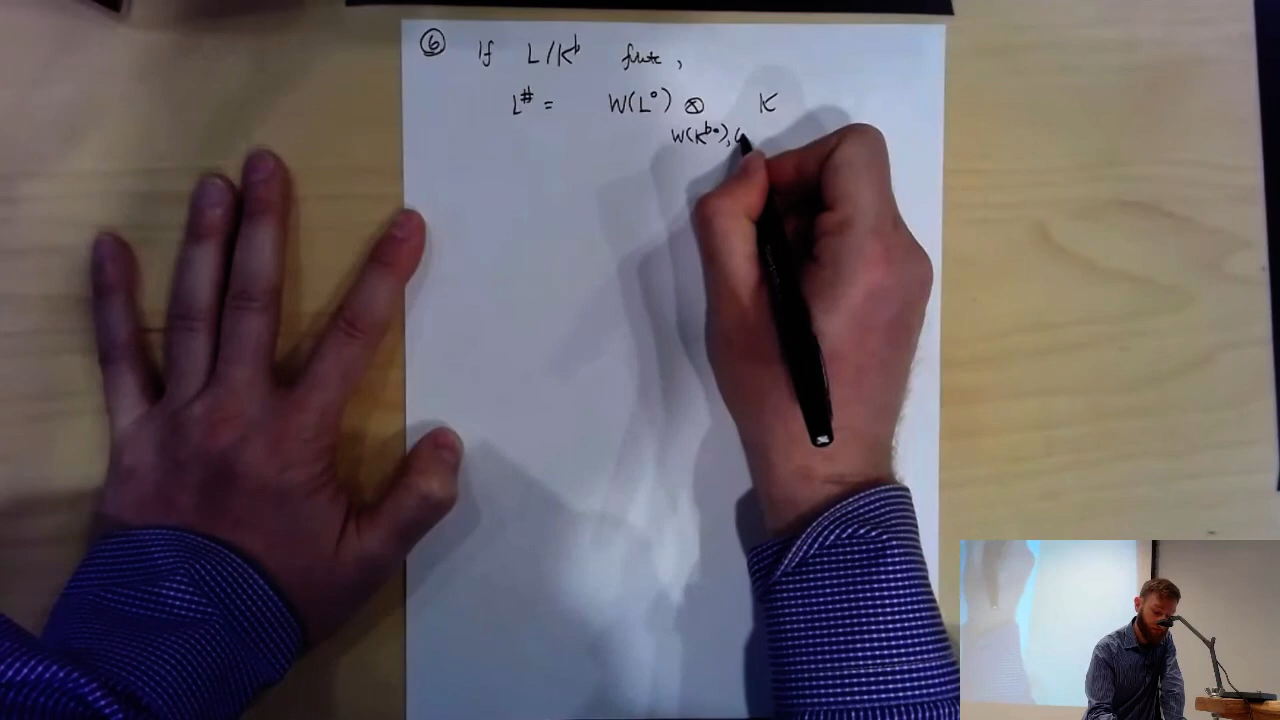 ⑥ If L/K♭ finite,
L# = W(L°) ⊗ K
W(K♭°),